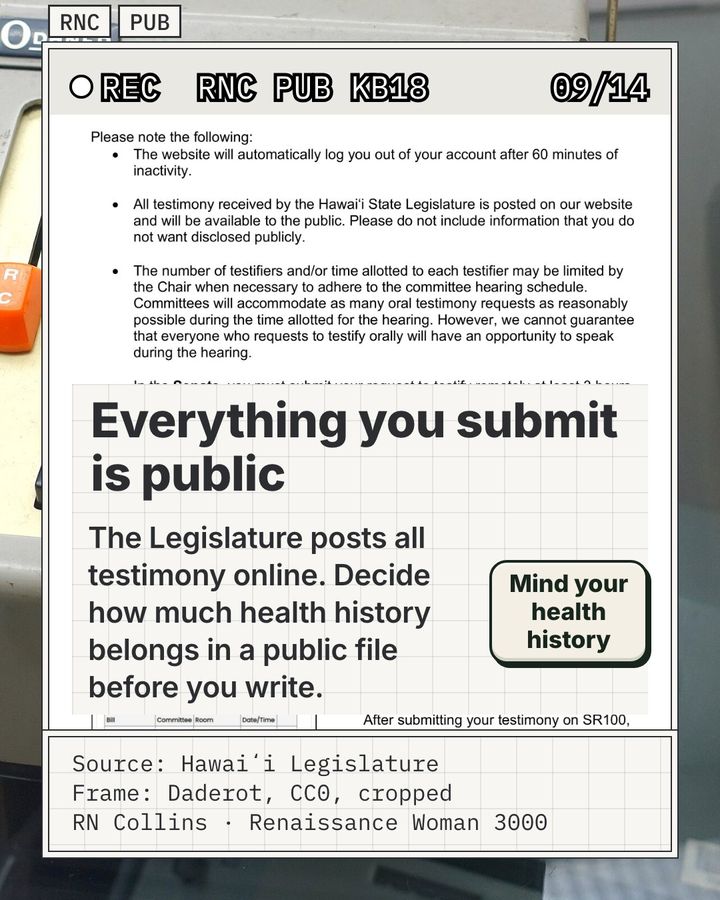 RNC PUB
REC RNC PUB KB18 09/14
Please note the following:
• The website will automatically log you out of your account after 60 minutes of
inactivity.
• All testimony received by the Hawaiʻi State Legislature is posted on our website
and will be available to the public. Please do not include information that you do
not want disclosed publicly.
• The number of testifiers and/or time allotted to each testifier may be limited by
the Chair when necessary to adhere to the committee hearing schedule.
Committees will accommodate as many oral testimony requests as reasonably
possible during the time allotted for the hearing. However, we cannot guarantee
that everyone who requests to testify orally will have an opportunity to speak
during the hearing.
Everything you submit
is public
The Legislature posts all
testimony online. Decide
how much health history
belongs in a public file
before you write.
Mind your
health
history
Bill Committee Room Date/Time
After submitting your testimony on SR100,
Source: Hawaiʻi Legislature
Frame: Daderot, CC0, cropped
RN Collins · Renaissance Woman 3000
R
C